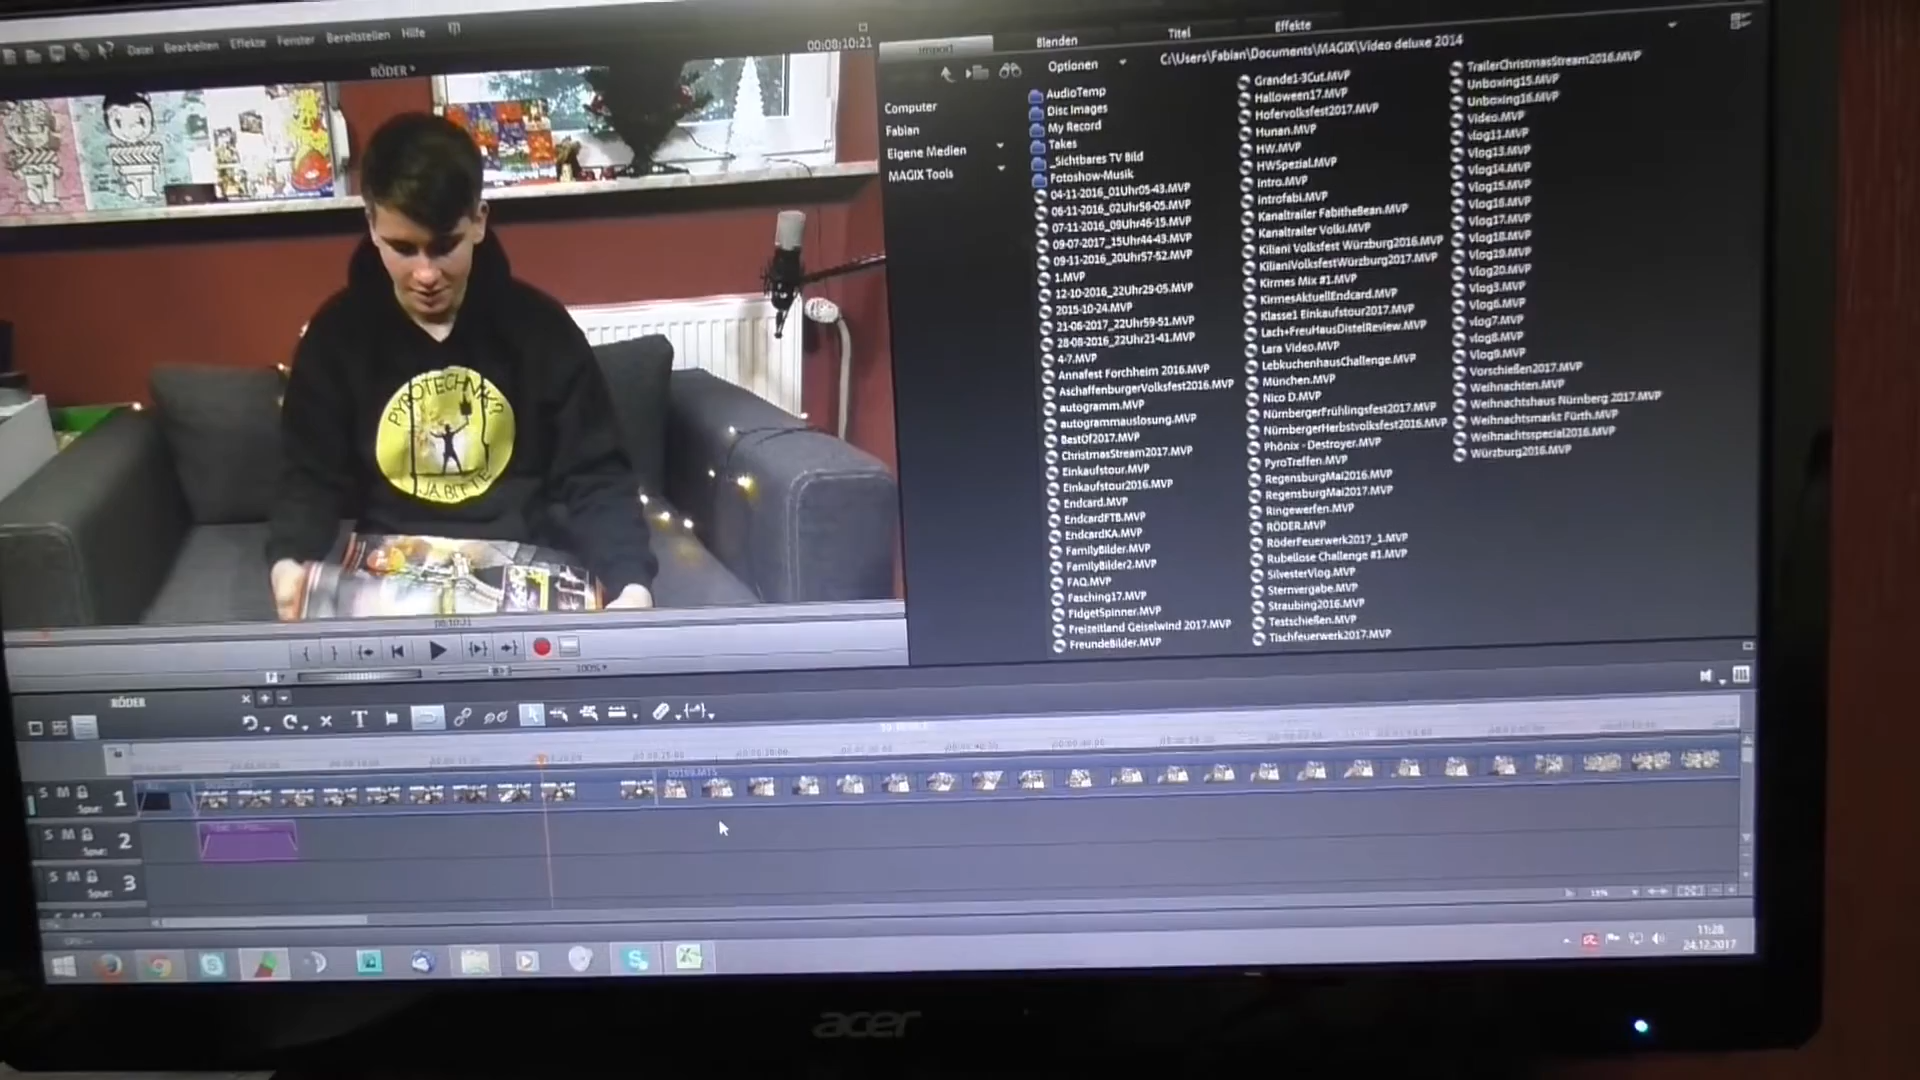 Datei Bearbeiten Effekte Fenster Bereitstellen Hilfe
RÖDER *
00:08:10:21
PYROTECHNIK?
JA BITTE
100%
Import
Blenden
Titel
Effekte
Optionen
C:\Users\Fabian\Documents\MAGIX\Video deluxe 2014
Computer
Fabian
Eigene Medien
MAGIX Tools
AudioTemp
Disc Images
My Record
Takes
_Sichtbares TV Bild
Fotoshow-Musik
04-11-2016_01Uhr05-43.MVP
06-11-2016_02Uhr56-05.MVP
07-11-2016_09Uhr46-15.MVP
09-07-2017_15Uhr44-43.MVP
09-11-2016_20Uhr57-52.MVP
1.MVP
12-10-2016_22Uhr29-05.MVP
2015-10-24.MVP
21-06-2017_22Uhr59-51.MVP
28-08-2016_22Uhr21-41.MVP
4-7.MVP
Annafest Forchheim 2016.MVP
AschaffenburgerVolksfest2016.MVP
autogramm.MVP
autogrammauslosung.MVP
BestOf2017.MVP
ChristmasStream2017.MVP
Einkaufstour.MVP
Einkaufstour2016.MVP
Endcard.MVP
EndcardFTB.MVP
EndcardKA.MVP
FamilyBilder.MVP
FamilyBilder2.MVP
FAQ.MVP
Fasching17.MVP
FidgetSpinner.MVP
Freizeitland Geiselwind 2017.MVP
FreundeBilder.MVP
Grande1-3Cut.MVP
Halloween17.MVP
Hofervolksfest2017.MVP
Hunan.MVP
HW.MVP
HWSpezial.MVP
Intro.MVP
introfabi.MVP
Kanaltrailer FabitheBean.MVP
Kanaltrailer Volki.MVP
Kiliani Volksfest Würzburg2016.MVP
KilianiVolksfestWürzburg2017.MVP
Kirmes Mix #1.MVP
KirmesAktuellEndcard.MVP
Klasse1 Einkaufstour2017.MVP
Lach+FreuHausDistelReview.MVP
Lara Video.MVP
LebkuchenhausChallenge.MVP
München.MVP
Nico D.MVP
NürnbergerFrühlingsfest2017.MVP
NürnbergerHerbstvolksfest2016.MVP
Phönix - Destroyer.MVP
PyroTreffen.MVP
RegensburgMai2016.MVP
RegensburgMai2017.MVP
Ringewerfen.MVP
RÖDER.MVP
RöderFeuerwerk2017_1.MVP
Rubellose Challenge #1.MVP
SilvesterVlog.MVP
Sternvergabe.MVP
Straubing2016.MVP
Testschießen.MVP
Tischfeuerwerk2017.MVP
TrailerChristmasStream2016.MVP
Unboxing15.MVP
Unboxing16.MVP
Video.MVP
vlog11.MVP
Vlog13.MVP
Vlog14.MVP
Vlog15.MVP
Vlog16.MVP
Vlog17.MVP
Vlog18.MVP
Vlog19.MVP
Vlog20.MVP
Vlog3.MVP
Vlog6.MVP
vlog7.MVP
vlog8.MVP
Vlog9.MVP
Vorschießen2017.MVP
Weihnachten.MVP
Weihnachtshaus Nürnberg 2017.MVP
Weihnachtsmarkt Fürth.MVP
Weihnachtsspecial2016.MVP
Würzburg2016.MVP
RÖDER
S M 1
Spur:
S M 2
Spur:
S M 3
Spur:
11:28
24.12.2017
acer